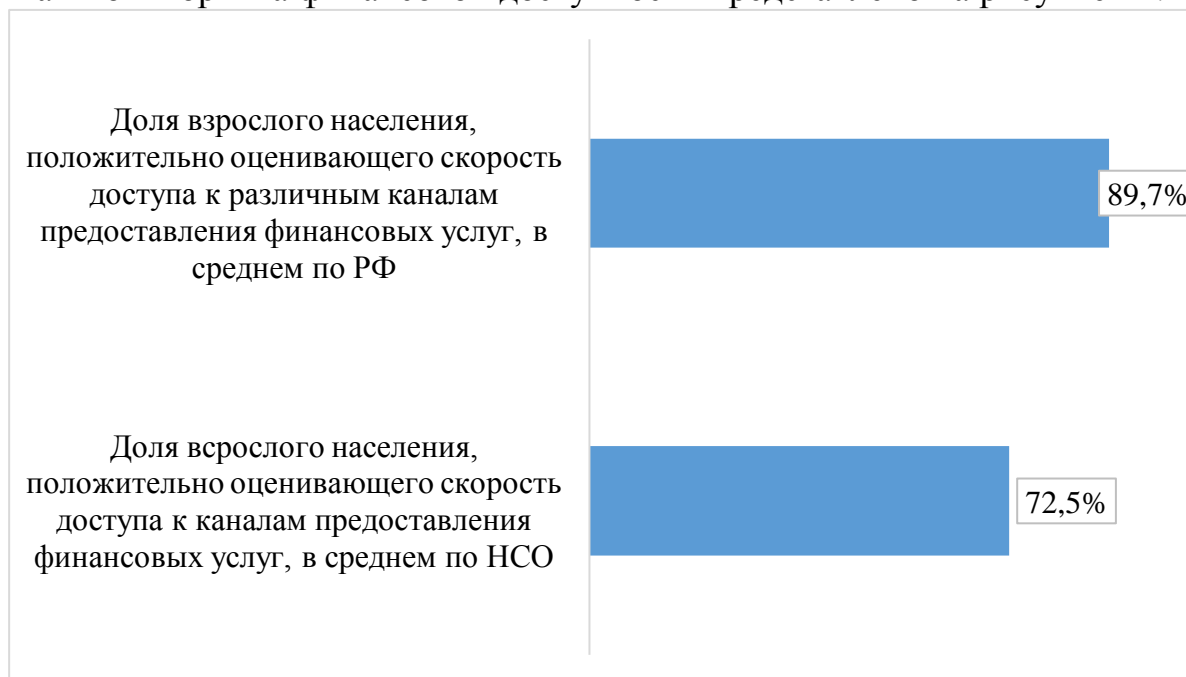 Доля взрослого населения,
положительно оценивающего скорость
доступа к различным каналам
предоставления финансовых услуг, в
среднем по РФ
89,7%
Доля всрослого населения,
положительно оценивающего скорость
доступа к каналам предоставления
финансовых услуг, в среднем по НСО
72,5%